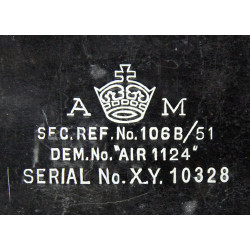 A M
SEC. REF. No. 106B/51
DEM. No. "AIR 1124"
SERIAL No. X.Y. 10328